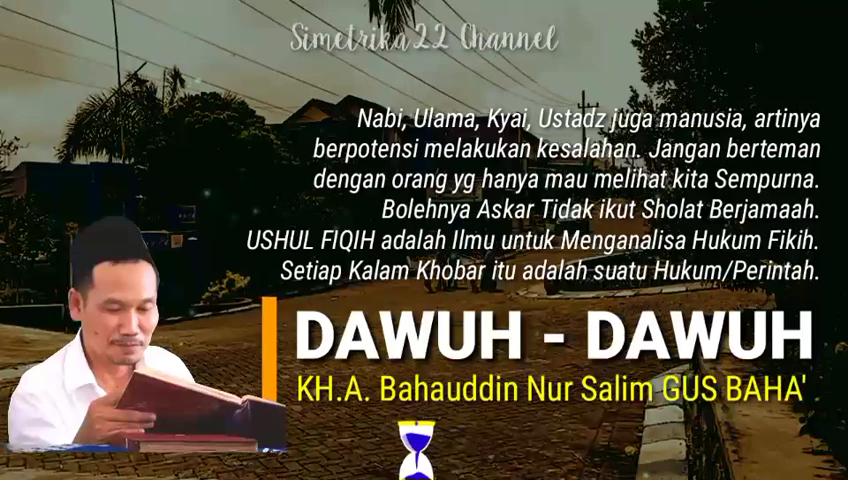 Simetrika22 Channel
Nabi, Ulama, Kyai, Ustadz juga manusia, artinya
berpotensi melakukan kesalahan. Jangan berteman
dengan orang yg hanya mau melihat kita Sempurna.
Bolehnya Askar Tidak ikut Sholat Berjamaah.
USHUL FIQIH adalah Ilmu untuk Menganalisa Hukum Fikih.
Setiap Kalam Khobar itu adalah suatu Hukum/Perintah.
DAWUH - DAWUH
KH.A. Bahauddin Nur Salim GUS BAHA'